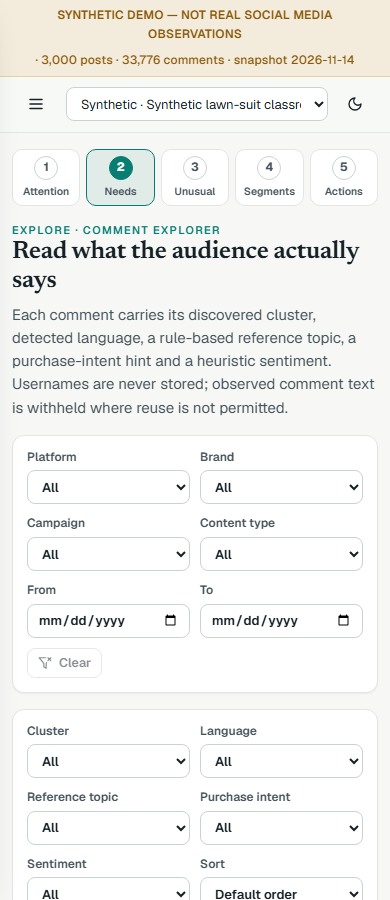 SYNTHETIC DEMO — NOT REAL SOCIAL MEDIA
OBSERVATIONS
· 3,000 posts · 33,776 comments · snapshot 2026-11-14
Synthetic · Synthetic lawn-suit classr
1
2
3
4
5
Attention
Needs
Unusual
Segments
Actions
EXPLORE · COMMENT EXPLORER
Read what the audience actually
says
Each comment carries its discovered cluster,
detected language, a rule-based reference topic, a
purchase-intent hint and a heuristic sentiment.
Usernames are never stored; observed comment text
is withheld where reuse is not permitted.
Platform
Brand
All
All
Campaign
Content type
All
All
From
To
mm/dd/yyyy
mm/dd/yyyy
Clear
Cluster
Language
All
All
Reference topic
Purchase intent
All
All
Sentiment
Sort
All
Default order